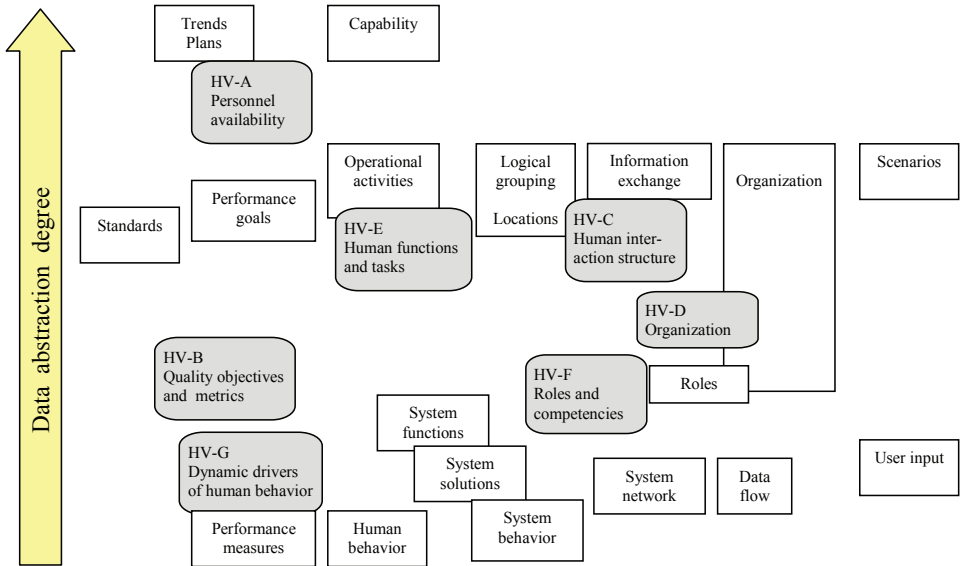 Data abstraction degree
Trends
Plans
Capability
HV-A
Personnel
availability
Operational
activities
Logical
grouping
Locations
Information
exchange
Organization
Scenarios
Standards
Performance
goals
HV-E
Human functions
and tasks
HV-C
Human inter-
action structure
HV-D
Organization
HV-B
Quality objectives
and metrics
HV-F
Roles and
competencies
Roles
System
functions
HV-G
Dynamic drivers
of human behavior
System
solutions
System
network
Data
flow
User input
Performance
measures
Human
behavior
System
behavior